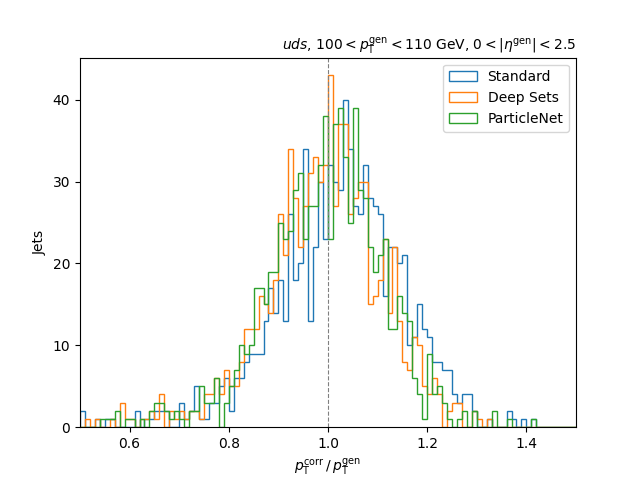 uds, 100 < p_T^gen < 110 GeV, 0 < |η^gen| < 2.5
Standard
Deep Sets
ParticleNet
Jets
40
30
20
10
0
0.6 0.8 1.0 1.2 1.4
p_T^corr / p_T^gen